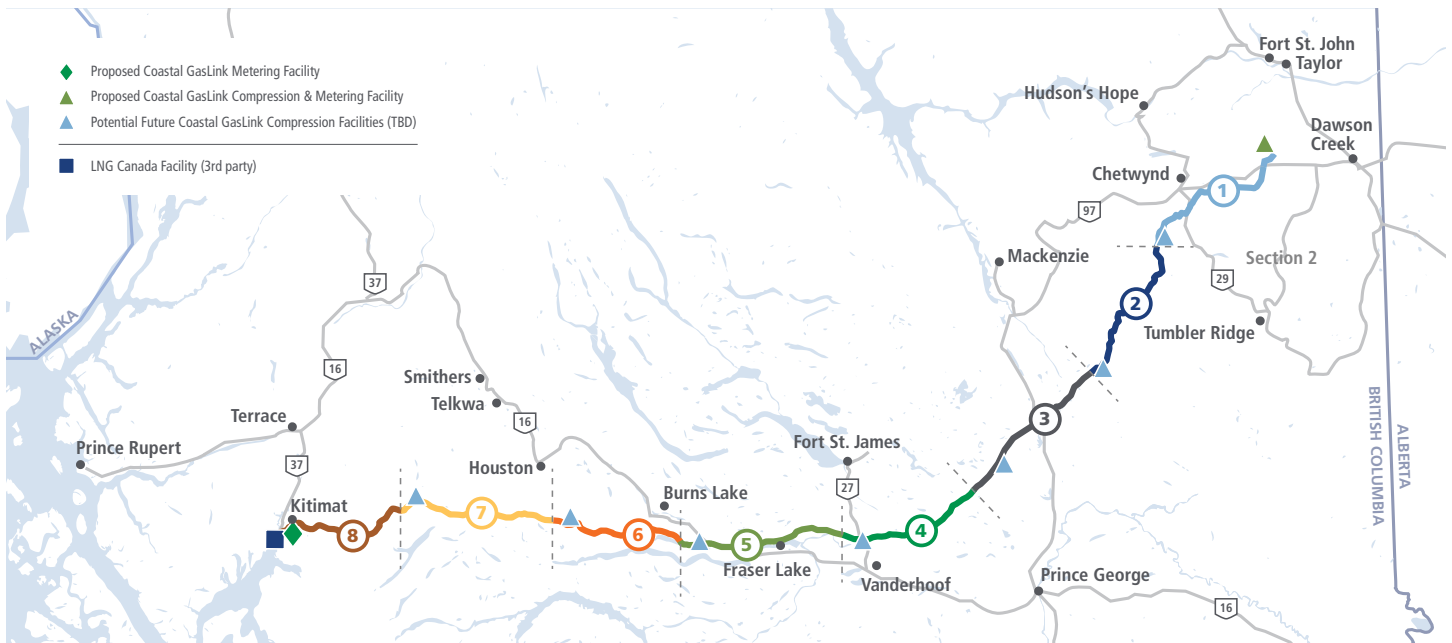 Proposed Coastal GasLink Metering Facility
Proposed Coastal GasLink Compression & Metering Facility
Potential Future Coastal GasLink Compression Facilities (TBD)
LNG Canada Facility (3rd party)
Fort St. John
Taylor
Hudson's Hope
Dawson
Creek
Chetwynd
1
97
Mackenzie
Section 2
29
37
2
ALASKA
Tumbler Ridge
16
Smithers
Telkwa
BRITISH COLUMBIA
ALBERTA
Terrace
16
3
Prince Rupert
Fort St. James
37
Houston
27
Burns Lake
Kitimat
7
8
6
5
4
Fraser Lake
Vanderhoof
Prince George
16